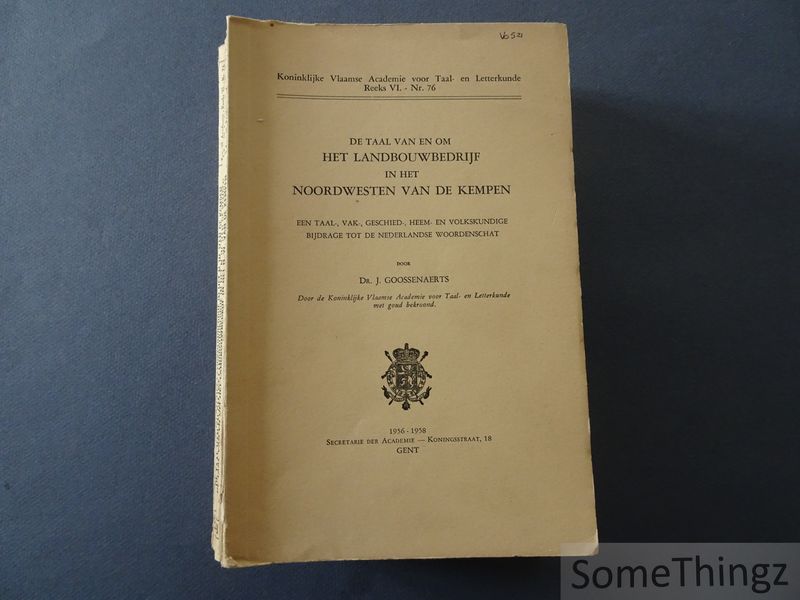 Vb 521
Koninklijke Vlaamse Academie voor Taal- en Letterkunde
Reeks VI. - Nr. 76
DE TAAL VAN EN OM
HET LANDBOUWBEDRIJF
IN HET
NOORDWESTEN VAN DE KEMPEN
EEN TAAL-, VAK-, GESCHIED-, HEEM- EN VOLKSKUNDIGE
BIJDRAGE TOT DE NEDERLANDSE WOORDENSCHAT
DOOR
DR. J. GOOSSENAERTS
Door de Koninklijke Vlaamse Academie voor Taal- en Letterkunde
met goud bekroond.
1956 - 1958
SECRETARIE DER ACADEMIE — KONINGSSTRAAT, 18
GENT
SomeThingz